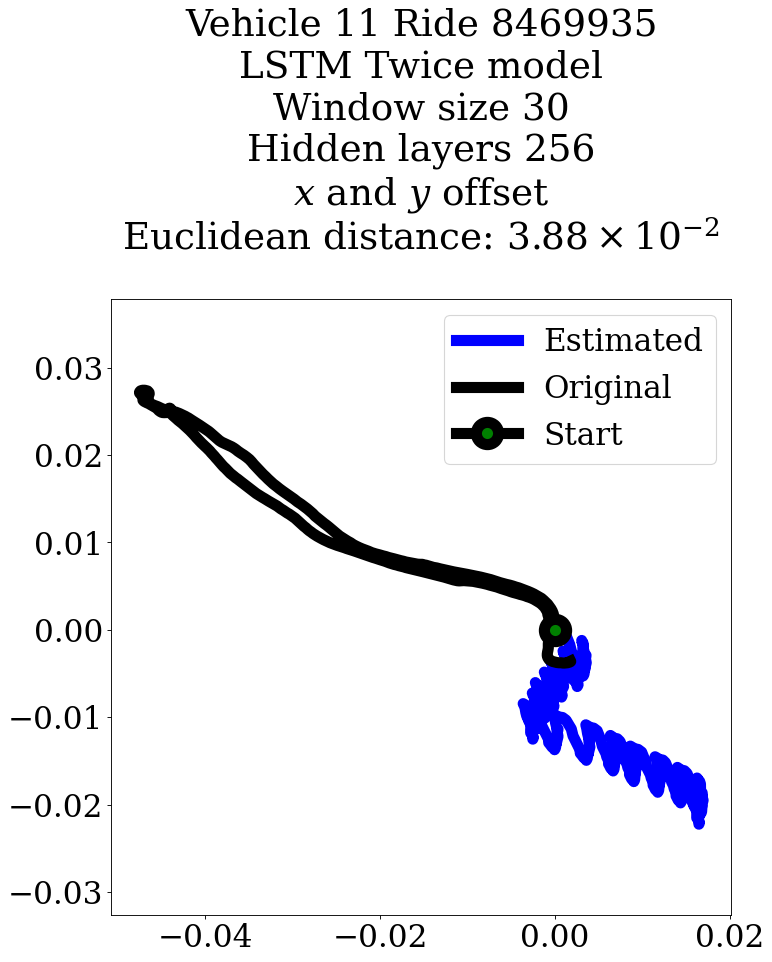 Vehicle 11 Ride 8469935
LSTM Twice model
Window size 30
Hidden layers 256
x and y offset
Euclidean distance: 3.88 × 10⁻²
Estimated
Original
Start
0.03
0.02
0.01
0.00
−0.01
−0.02
−0.03
−0.04
−0.02
0.00
0.02